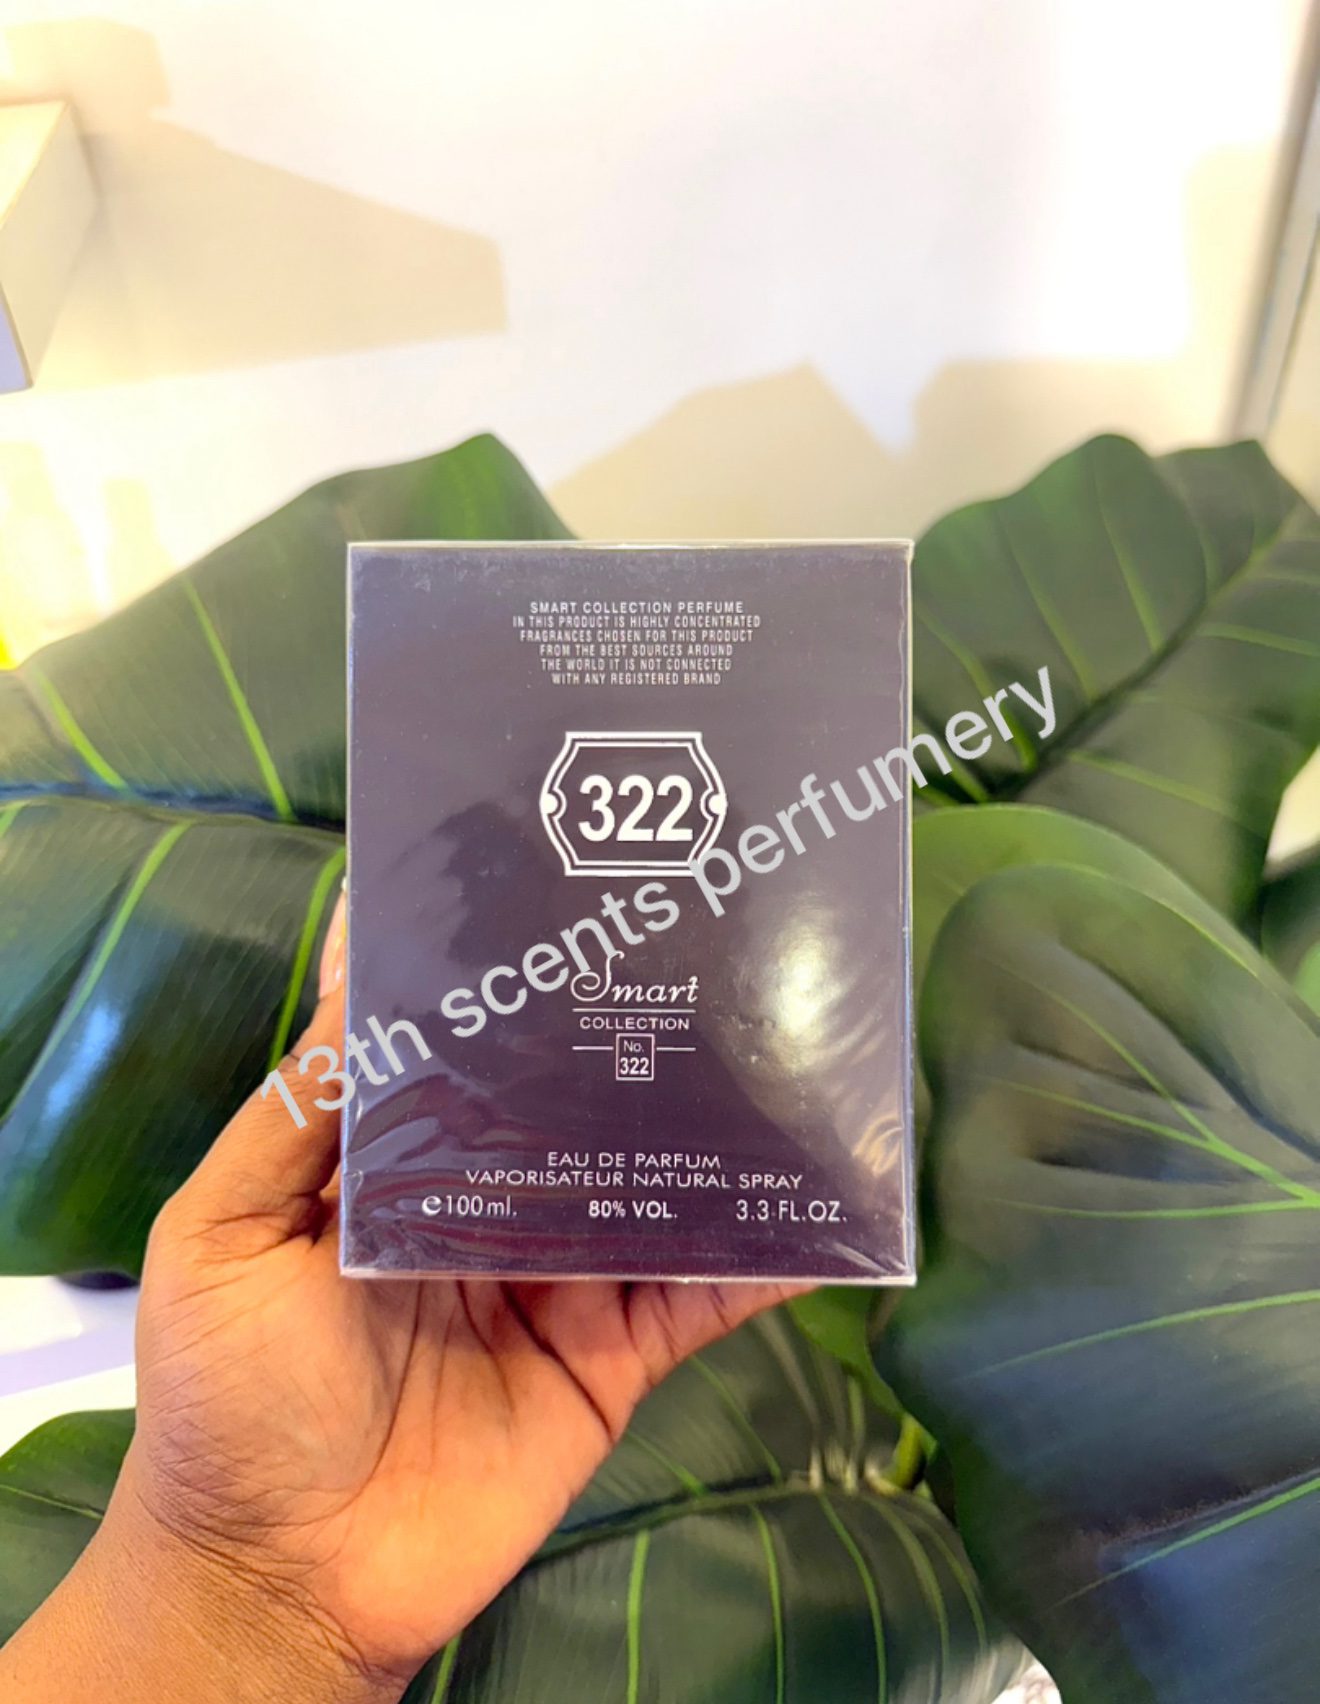 SMART COLLECTION PERFUME
IN THIS PRODUCT IS HIGHLY CONCENTRATED
FRAGRANCES CHOSEN FOR THIS PRODUCT
FROM THE BEST SOURCES AROUND
THE WORLD IT IS NOT CONNECTED
WITH ANY REGISTERED BRAND
322
13th scents perfumery
Smart
COLLECTION
No.
322
EAU DE PARFUM
VAPORISATEUR NATURAL SPRAY
e100ml. 80% VOL. 3.3 FL.OZ.